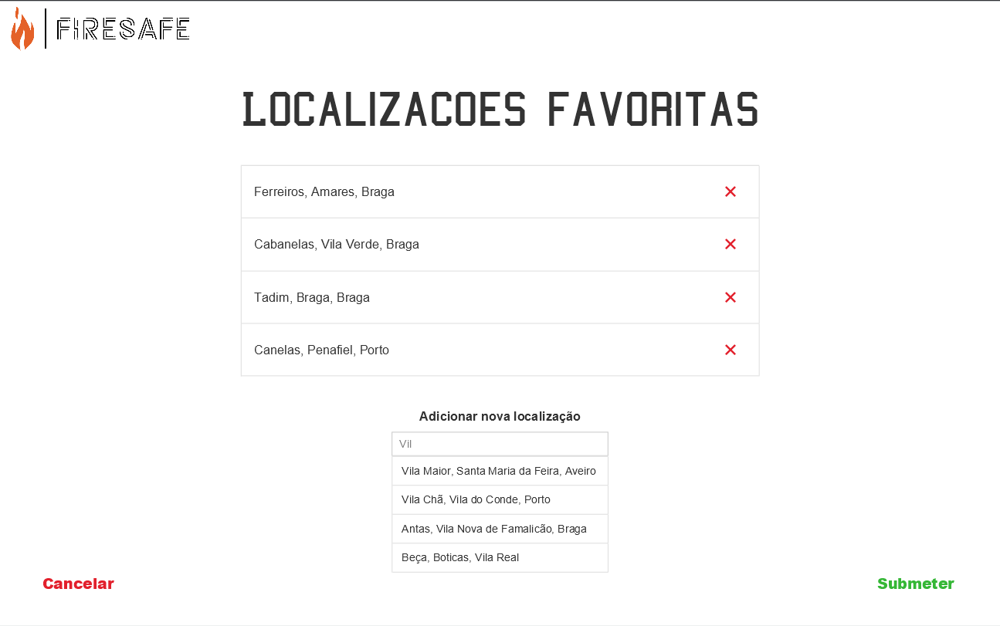 FIRESAFE
LOCALIZACOES FAVORITAS
Ferreiros, Amares, Braga
Cabanelas, Vila Verde, Braga
Tadim, Braga, Braga
Canelas, Penafiel, Porto
Adicionar nova localização
Vil
Vila Maior, Santa Maria da Feira, Aveiro
Vila Chã, Vila do Conde, Porto
Antas, Vila Nova de Famalicão, Braga
Beça, Boticas, Vila Real
Cancelar
Submeter